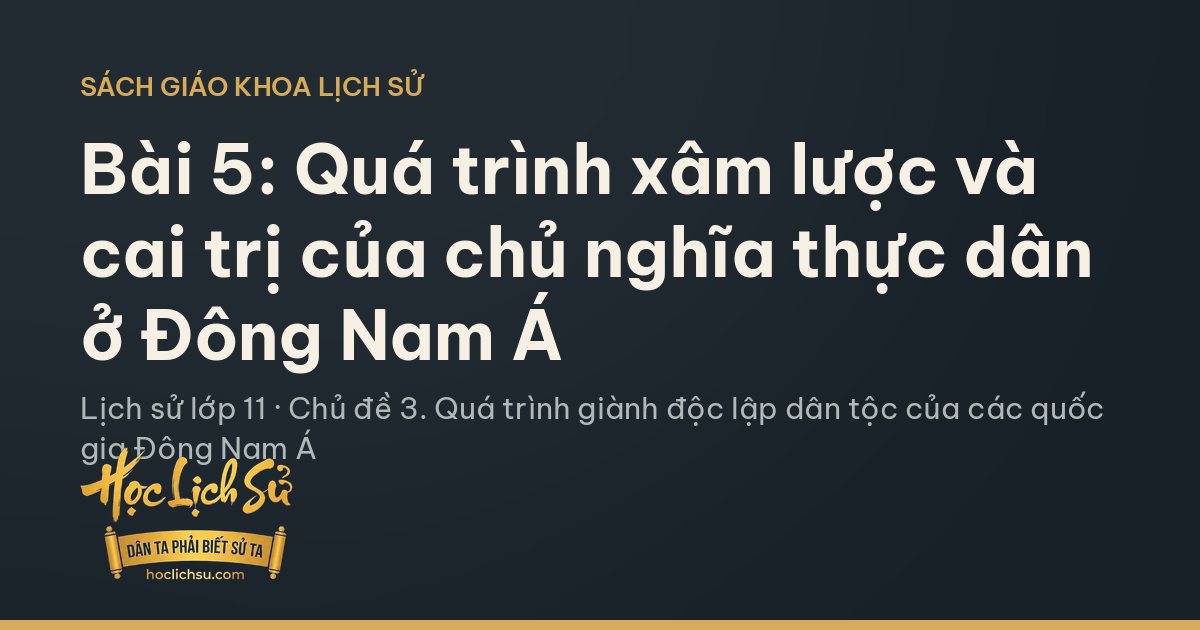 SÁCH GIÁO KHOA LỊCH SỬ
Bài 5: Quá trình xâm lược và
cai trị của chủ nghĩa thực dân
ở Đông Nam Á
Lịch sử lớp 11 · Chủ đề 3. Quá trình giành độc lập dân tộc của các quốc
gia Đông Nam Á
Học Lịch Sử
DÂN TA PHẢI BIẾT SỬ TA
hoclichsu.com